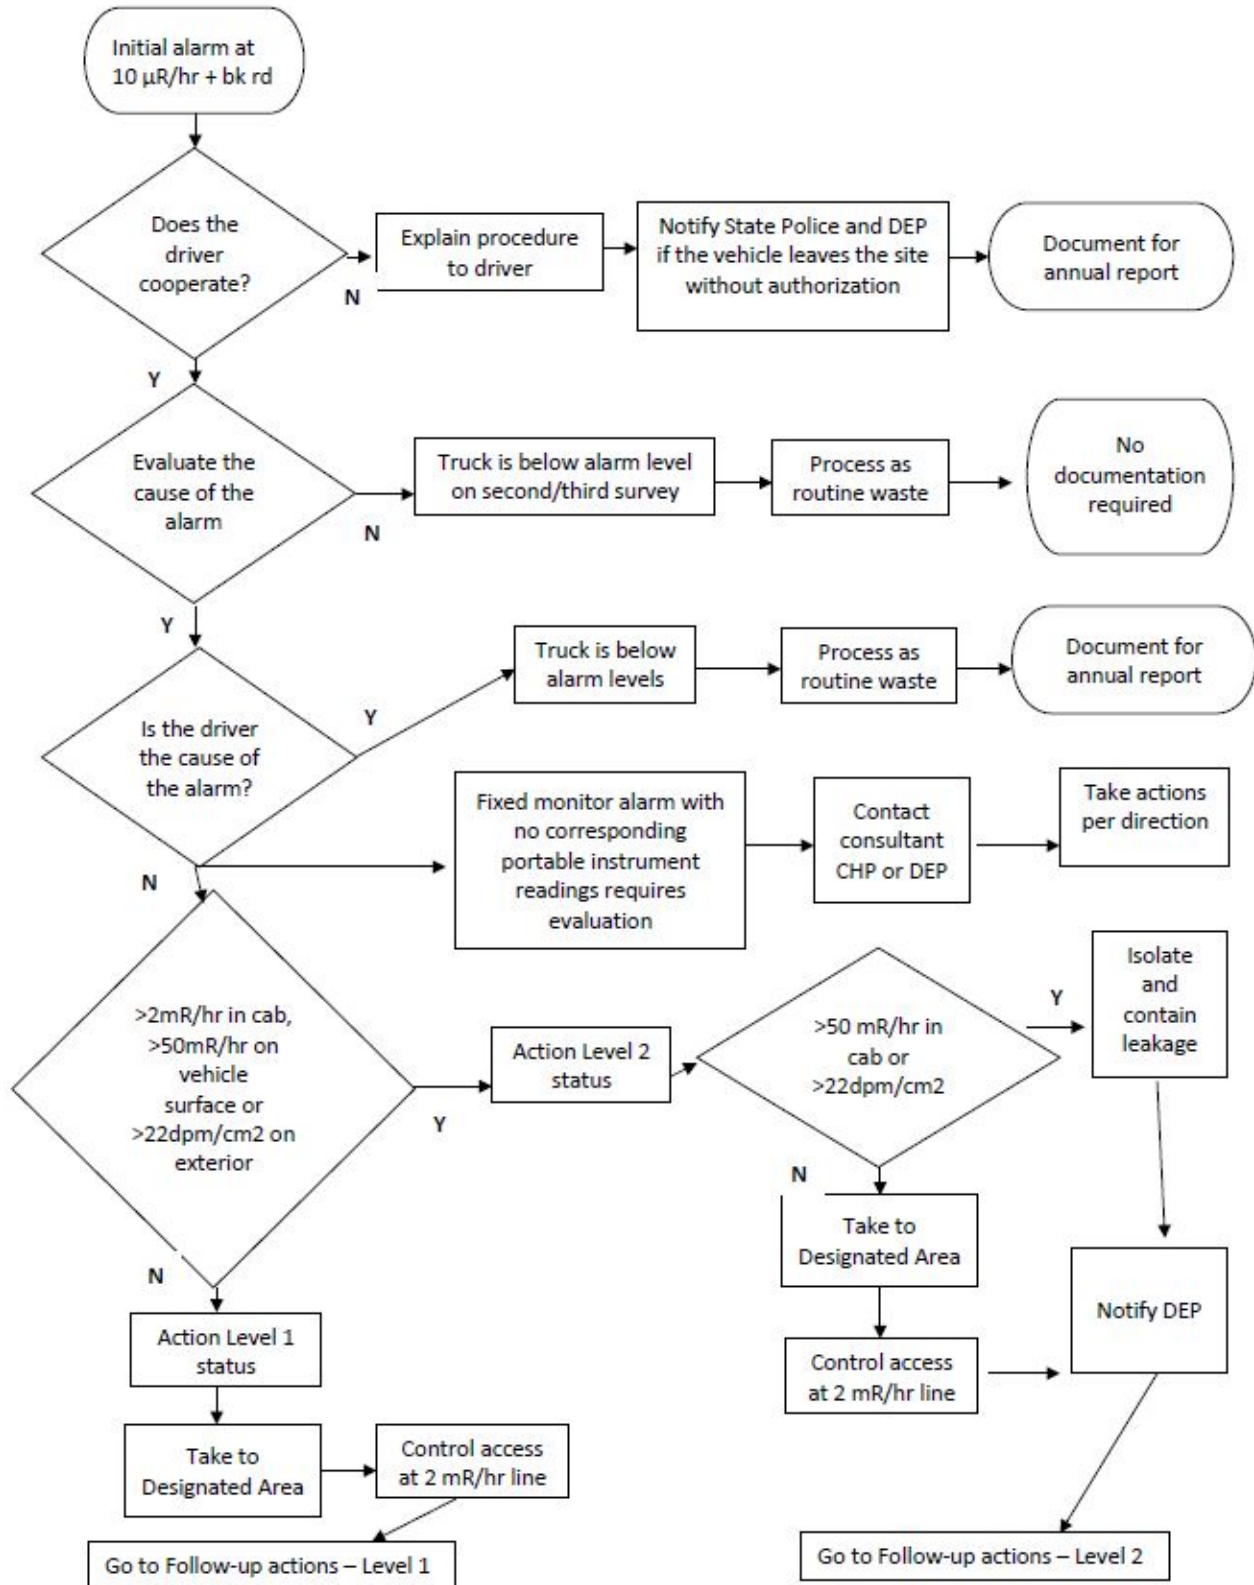 Initial alarm at
10 µR/hr + bk rd
Does the
driver
cooperate?
N
Explain procedure
to driver
Notify State Police and DEP
if the vehicle leaves the site
without authorization
Document for
annual report
Y
Evaluate the
cause of the
alarm
N
Truck is below alarm level
on second/third survey
Process as
routine waste
No
documentation
required
Y
Is the driver
the cause of
the alarm?
Y
Truck is below
alarm levels
Process as
routine waste
Document for
annual report
N
Fixed monitor alarm with
no corresponding
portable instrument
readings requires
evaluation
Contact
consultant
CHP or DEP
Take actions
per direction
>2mR/hr in cab,
>50mR/hr on
vehicle
surface or
>22dpm/cm2 on
exterior
Y
Action Level 2
status
>50 mR/hr in
cab or
>22dpm/cm2
Y
Isolate
and
contain
leakage
N
Take to
Designated Area
Control access
at 2 mR/hr line
Notify DEP
Go to Follow-up actions – Level 2
N
Action Level 1
status
Take to
Designated Area
Control access
at 2 mR/hr line
Go to Follow-up actions – Level 1